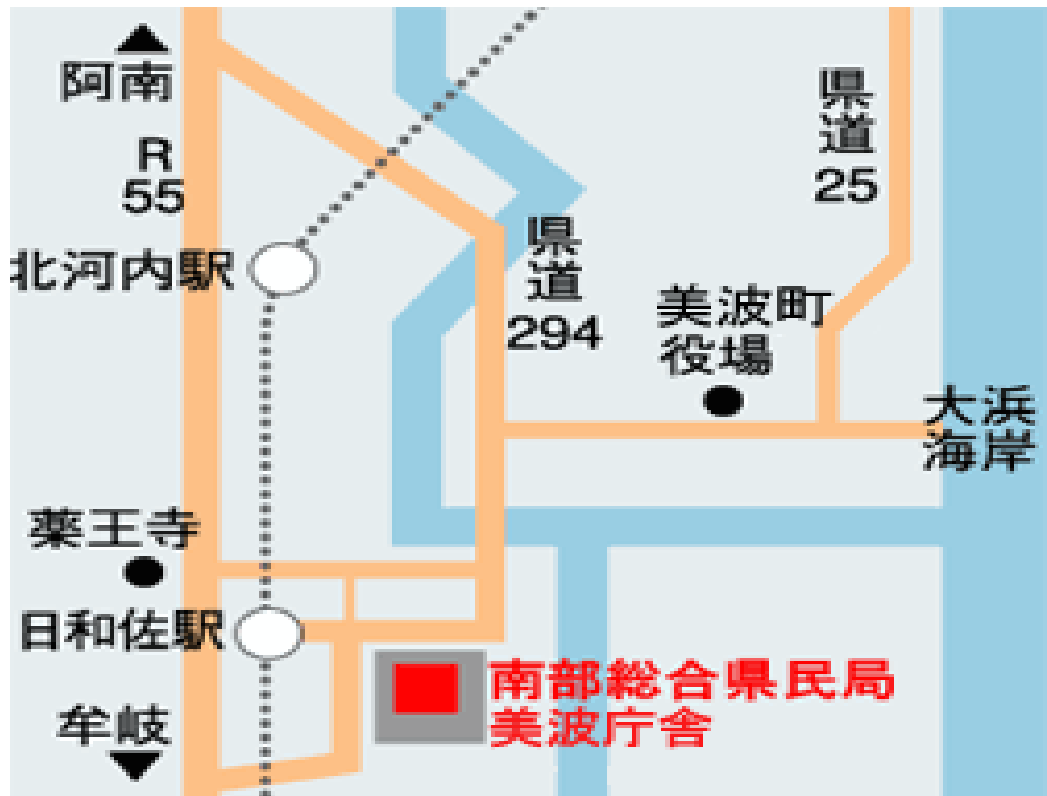 阿南
R
55
県道
25
北河内駅
県道
294
美波町
役場
大浜
海岸
薬王寺
日和佐駅
南部総合県民局
美波庁舎
牟岐